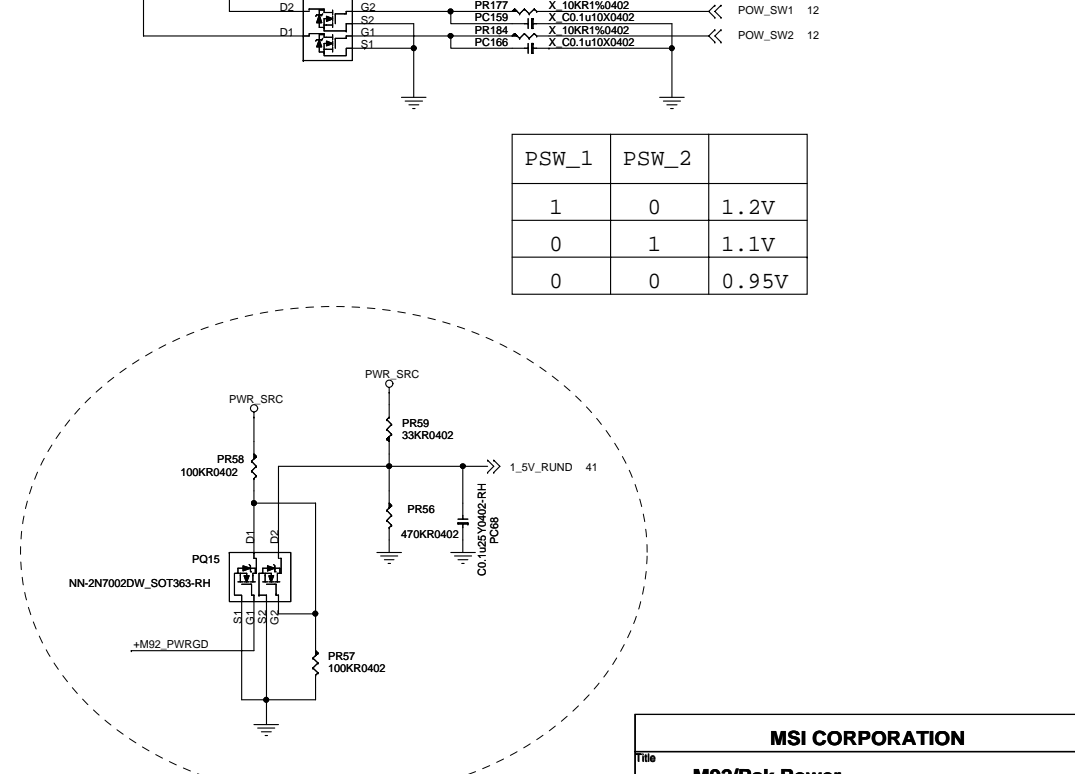 D2 G2 PR177 X_10KR1%0402 POW_SW1 12
S2 PC159 X_C0.1u10X0402
D1 G1 PR184 X_10KR1%0402 POW_SW2 12
S1 PC166 X_C0.1u10X0402
PSW_1 PSW_2
1 0 1.2V
0 1 1.1V
0 0 0.95V
PWR_SRC
PWR_SRC
PR59
33KR0402
PR58
100KR0402
1_5V_RUND 41
PR56
470KR0402
C0.1u25Y0402-RH
PC68
D1
D2
PQ15
NN-2N7002DW_SOT363-RH
S1
G1
S2
G2
+M92_PWRGD
PR57
100KR0402
MSI CORPORATION
Title